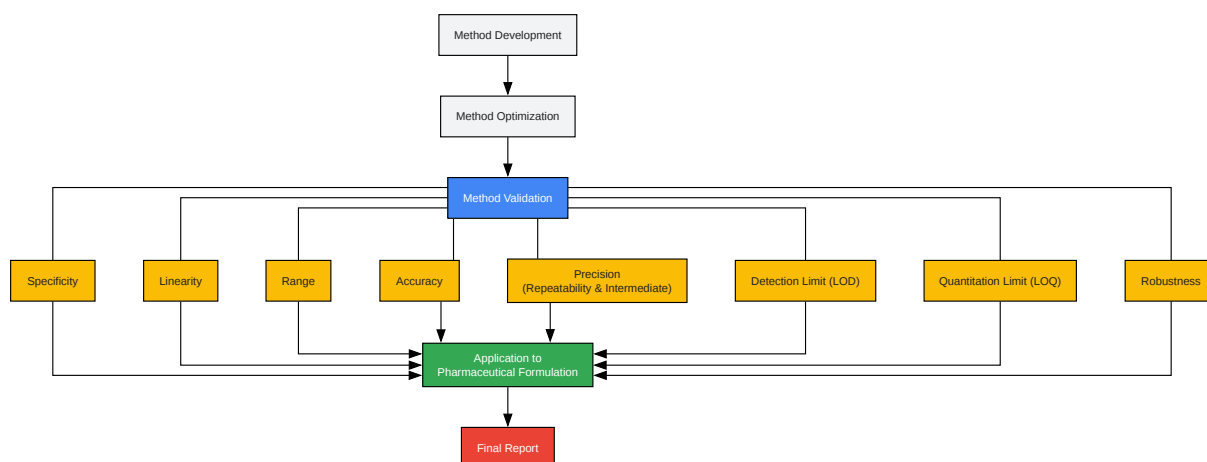 Method Development
Method Optimization
Method Validation
Specificity
Linearity
Range
Accuracy
Precision
(Repeatability & Intermediate)
Detection Limit (LOD)
Quantitation Limit (LOQ)
Robustness
Application to
Pharmaceutical Formulation
Final Report